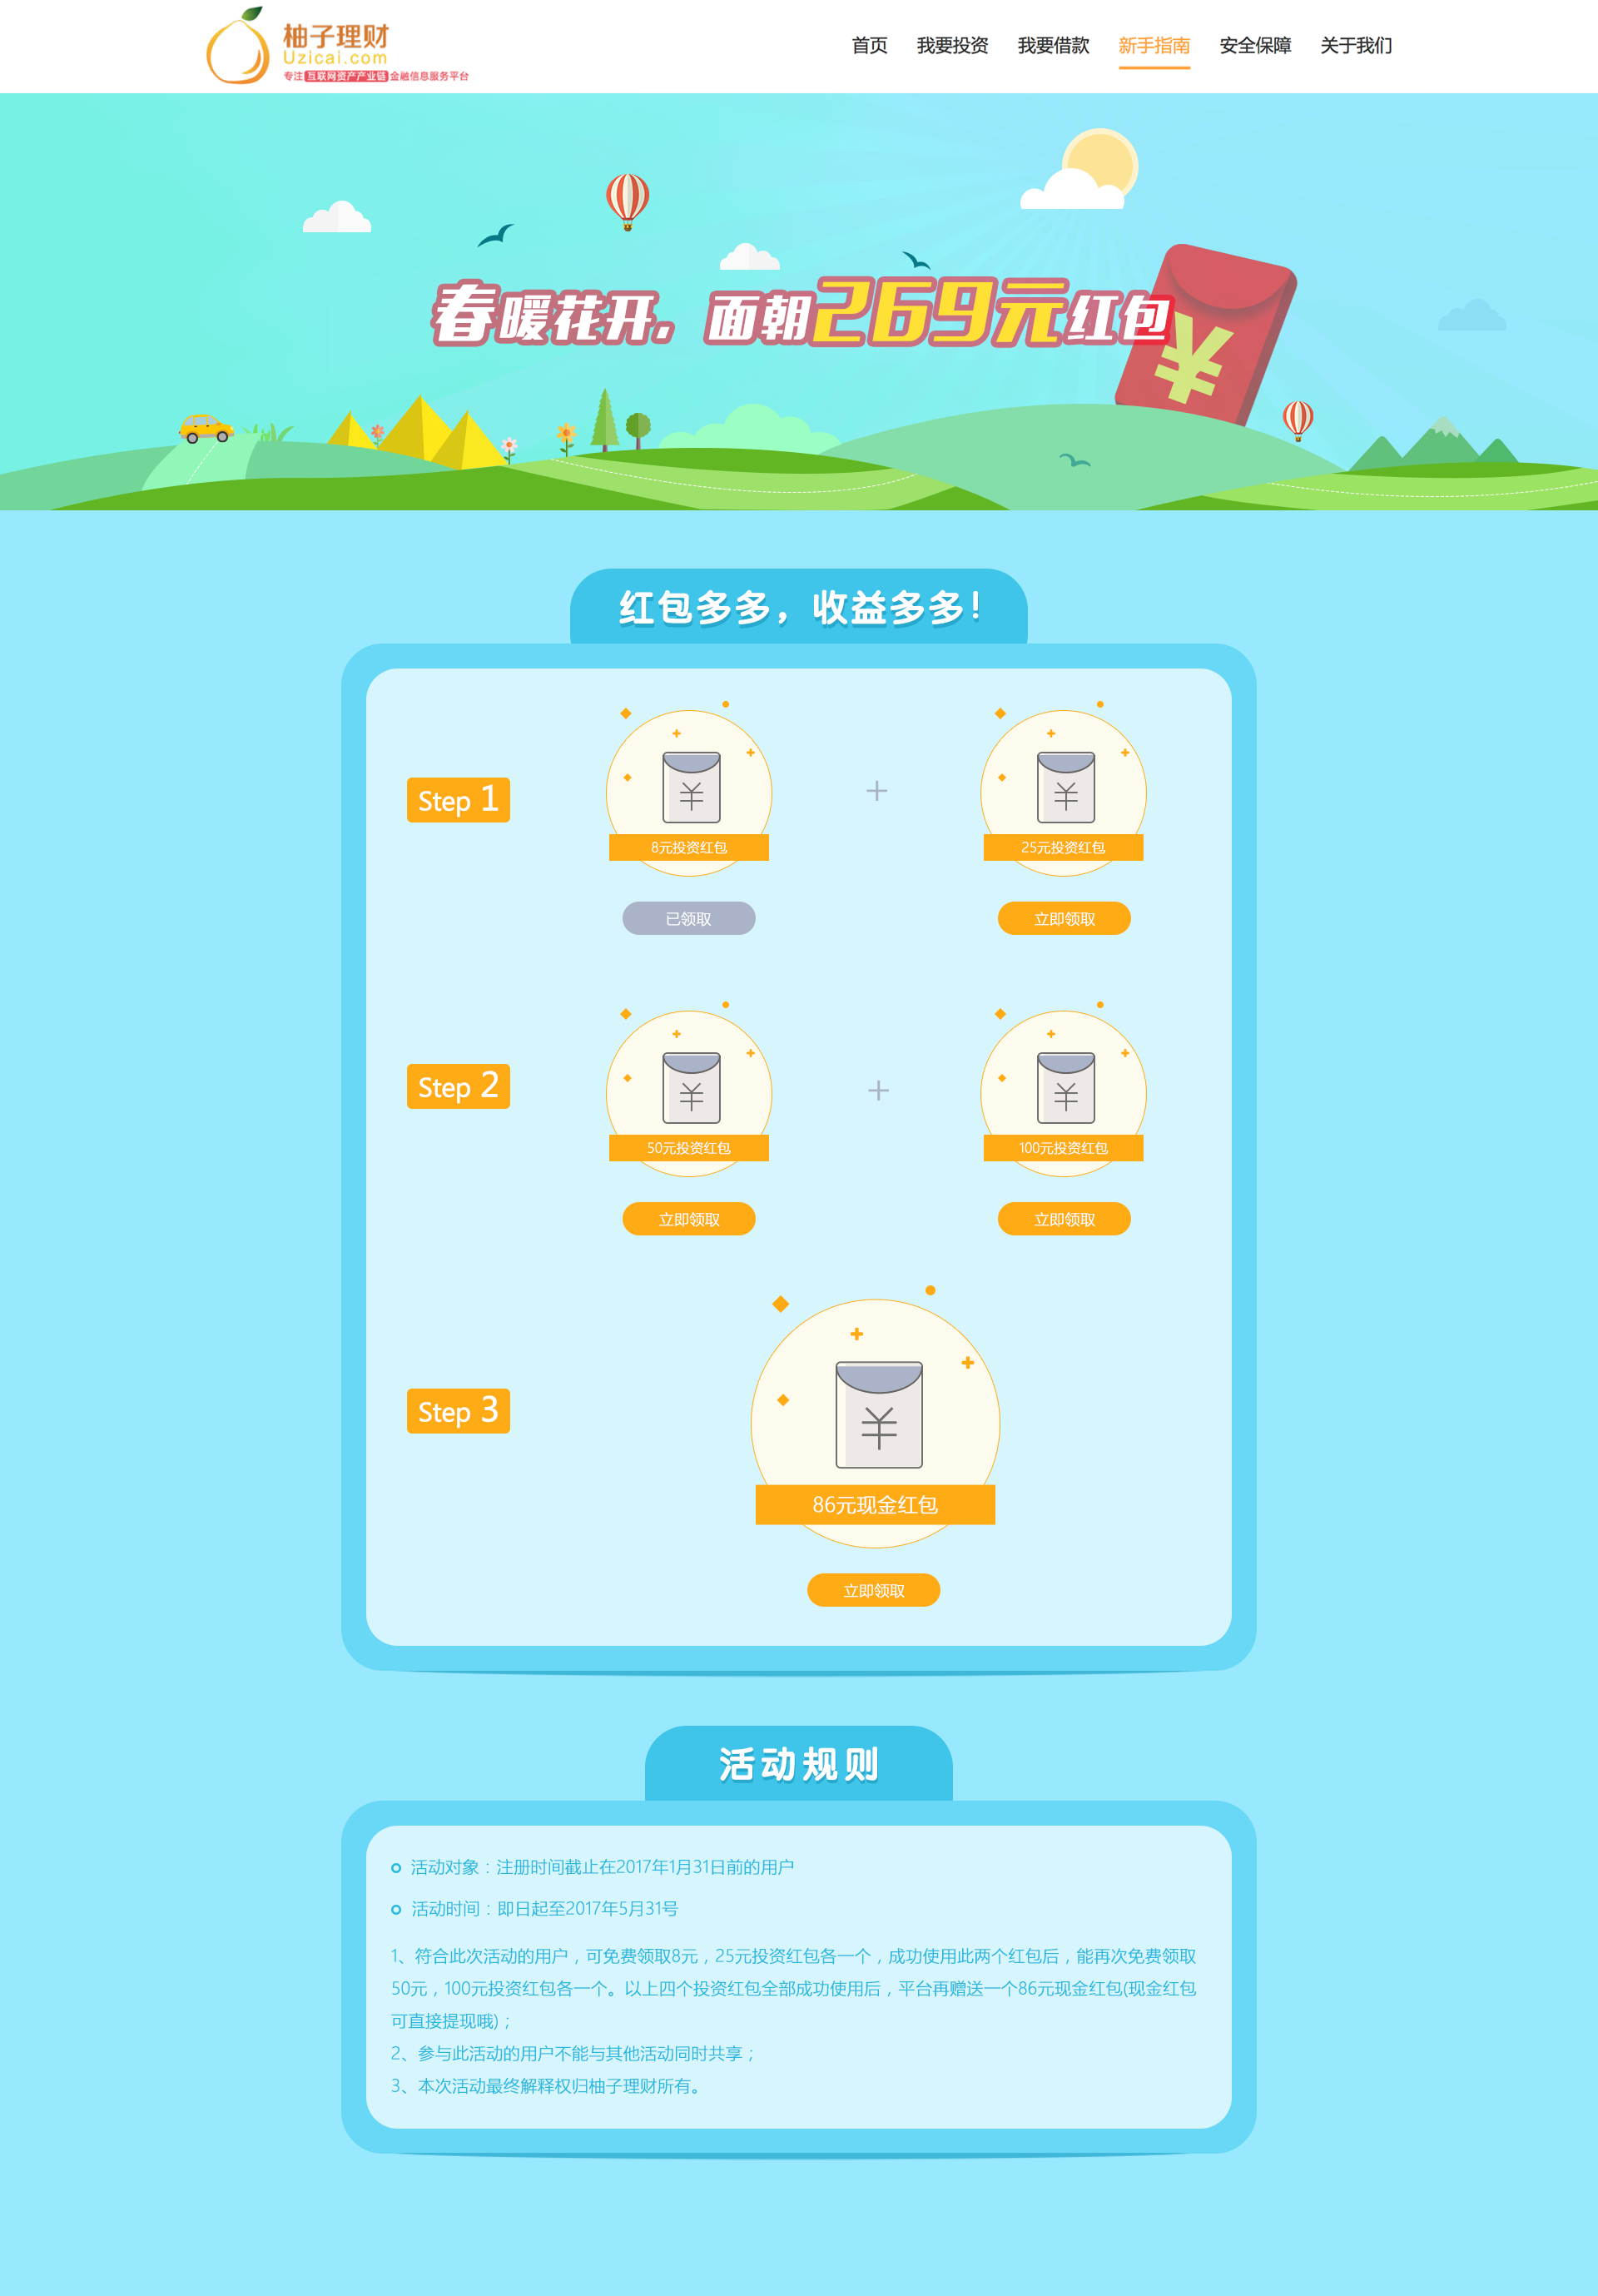 柚子理财
Uzicai.com
专注 互联网资产产业链 金融信息服务平台
首页 我要投资 我要借款 新手指南 安全保障 关于我们
春暖花开，面朝269元红包
¥
红包多多，收益多多！
Step 1
8元投资红包
+
25元投资红包
已领取
立即领取
Step 2
50元投资红包
+
100元投资红包
立即领取
立即领取
Step 3
86元现金红包
立即领取
活动规则
活动对象：注册时间截止在2017年1月31日前的用户
活动时间：即日起至2017年5月31号
1、符合此次活动的用户，可免费领取8元，25元投资红包各一个，成功使用此两个红包后，能再次免费领取
50元，100元投资红包各一个。以上四个投资红包全部成功使用后，平台再赠送一个86元现金红包(现金红包
可直接提现哦)；
2、参与此活动的用户不能与其他活动同时共享；
3、本次活动最终解释权归柚子理财所有。